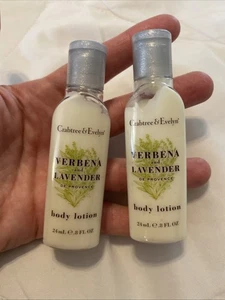 Crabtree & Evelyn®
VERBENA
and
LAVENDER
DE PROVENCE
body lotion
Crabtree & Evelyn®
VERBENA
and
LAVENDER
DE PROVENCE
body lotion